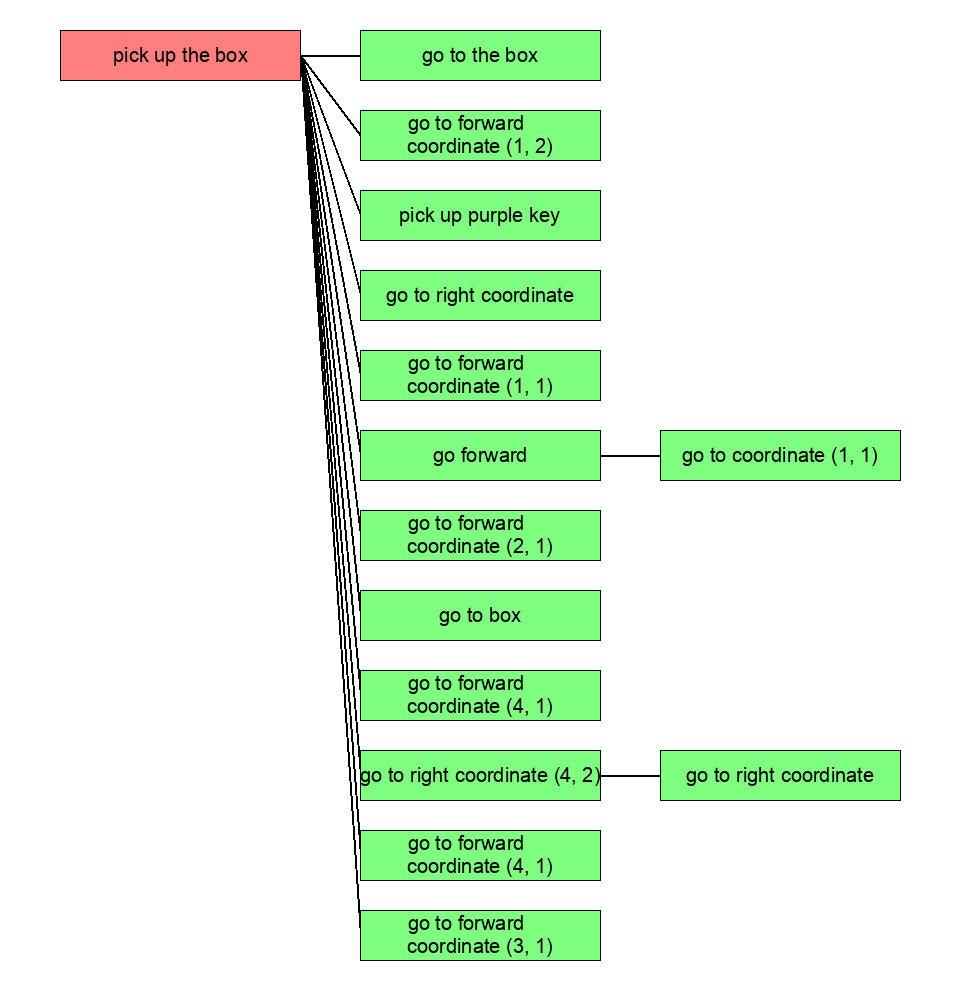 pick up the box
go to the box
go to forward
coordinate (1, 2)
pick up purple key
go to right coordinate
go to forward
coordinate (1, 1)
go forward
go to coordinate (1, 1)
go to forward
coordinate (2, 1)
go to box
go to forward
coordinate (4, 1)
go to right coordinate (4, 2)
go to right coordinate
go to forward
coordinate (4, 1)
go to forward
coordinate (3, 1)